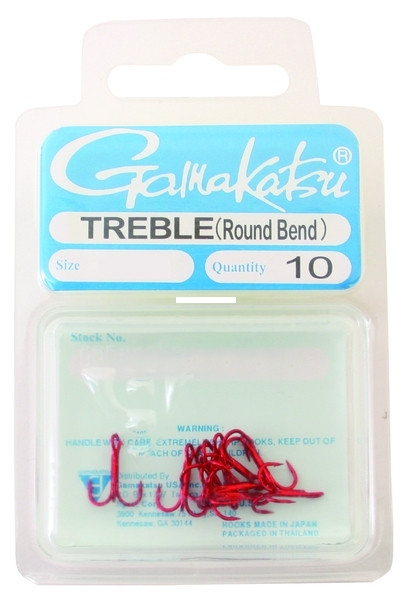 Gamakatsu®
TREBLE (Round Bend)
Size
Quantity 10
Stock No.
WARNING:
HANDLE WITH CARE, EXTREMELY HOOKS, KEEP OUT OF
REACH OF CHILDREN.
Distributed By
Gamakatsu USA, Inc.
Kennesaw
Kennesaw, GA 30144
HOOKS MADE IN JAPAN
PACKAGED IN THAILAND